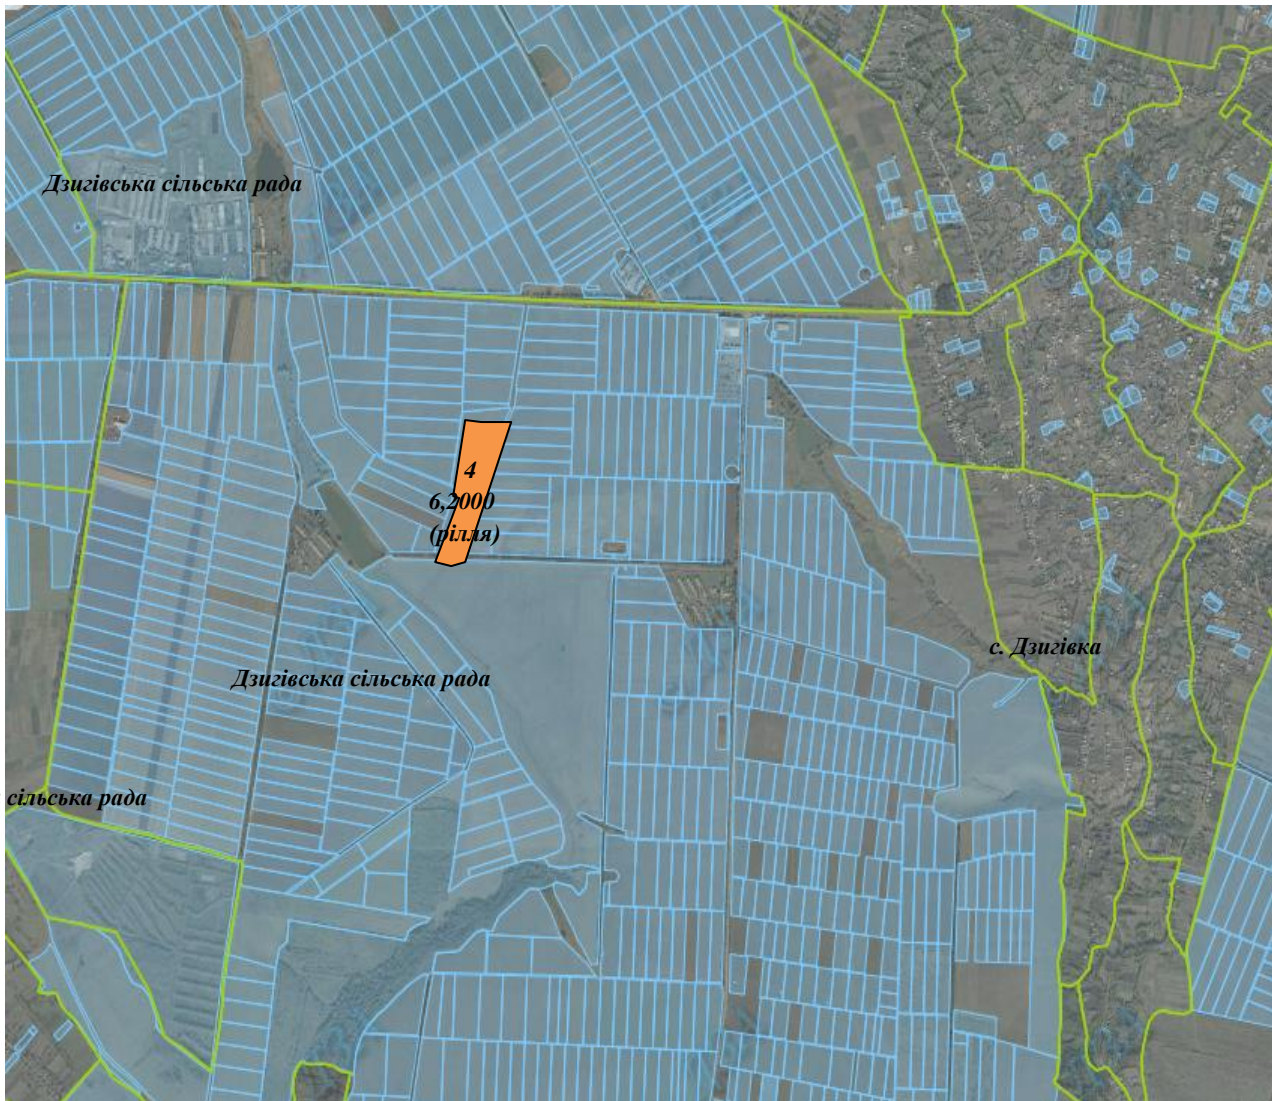 Дзигівська сільська рада
4
6,2000
(рілля)
с. Дзигівка
Дзигівська сільська рада
сільська рада